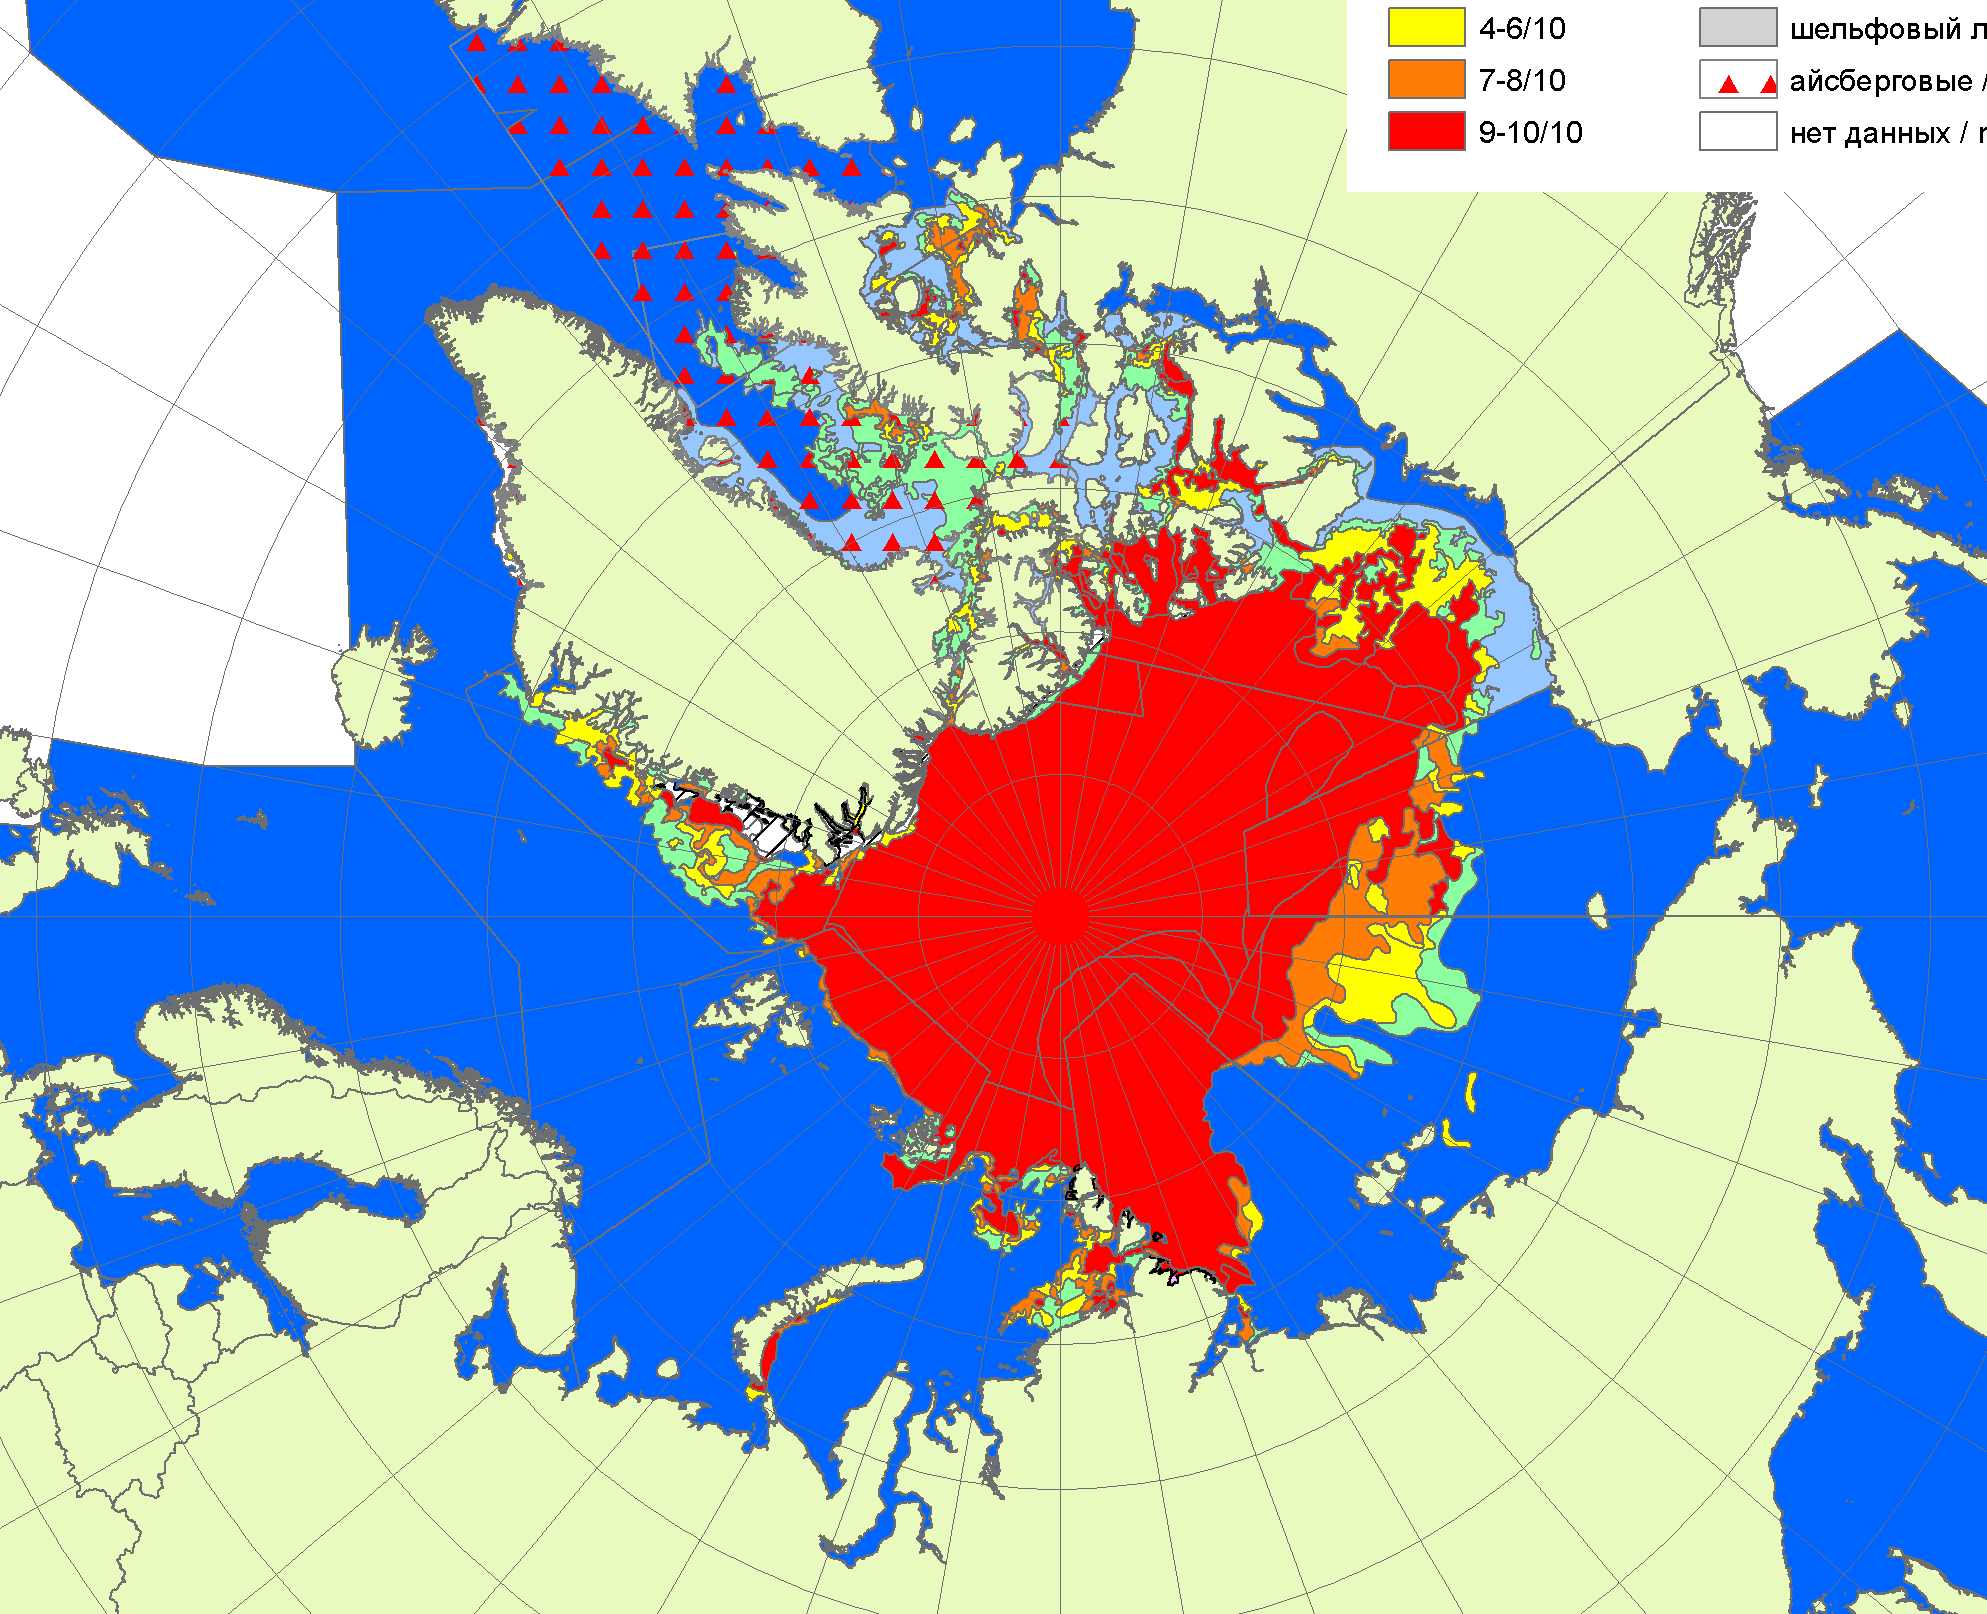 4-6/10 шельфовый
7-8/10 айсберговые /
9-10/10 нет данных /